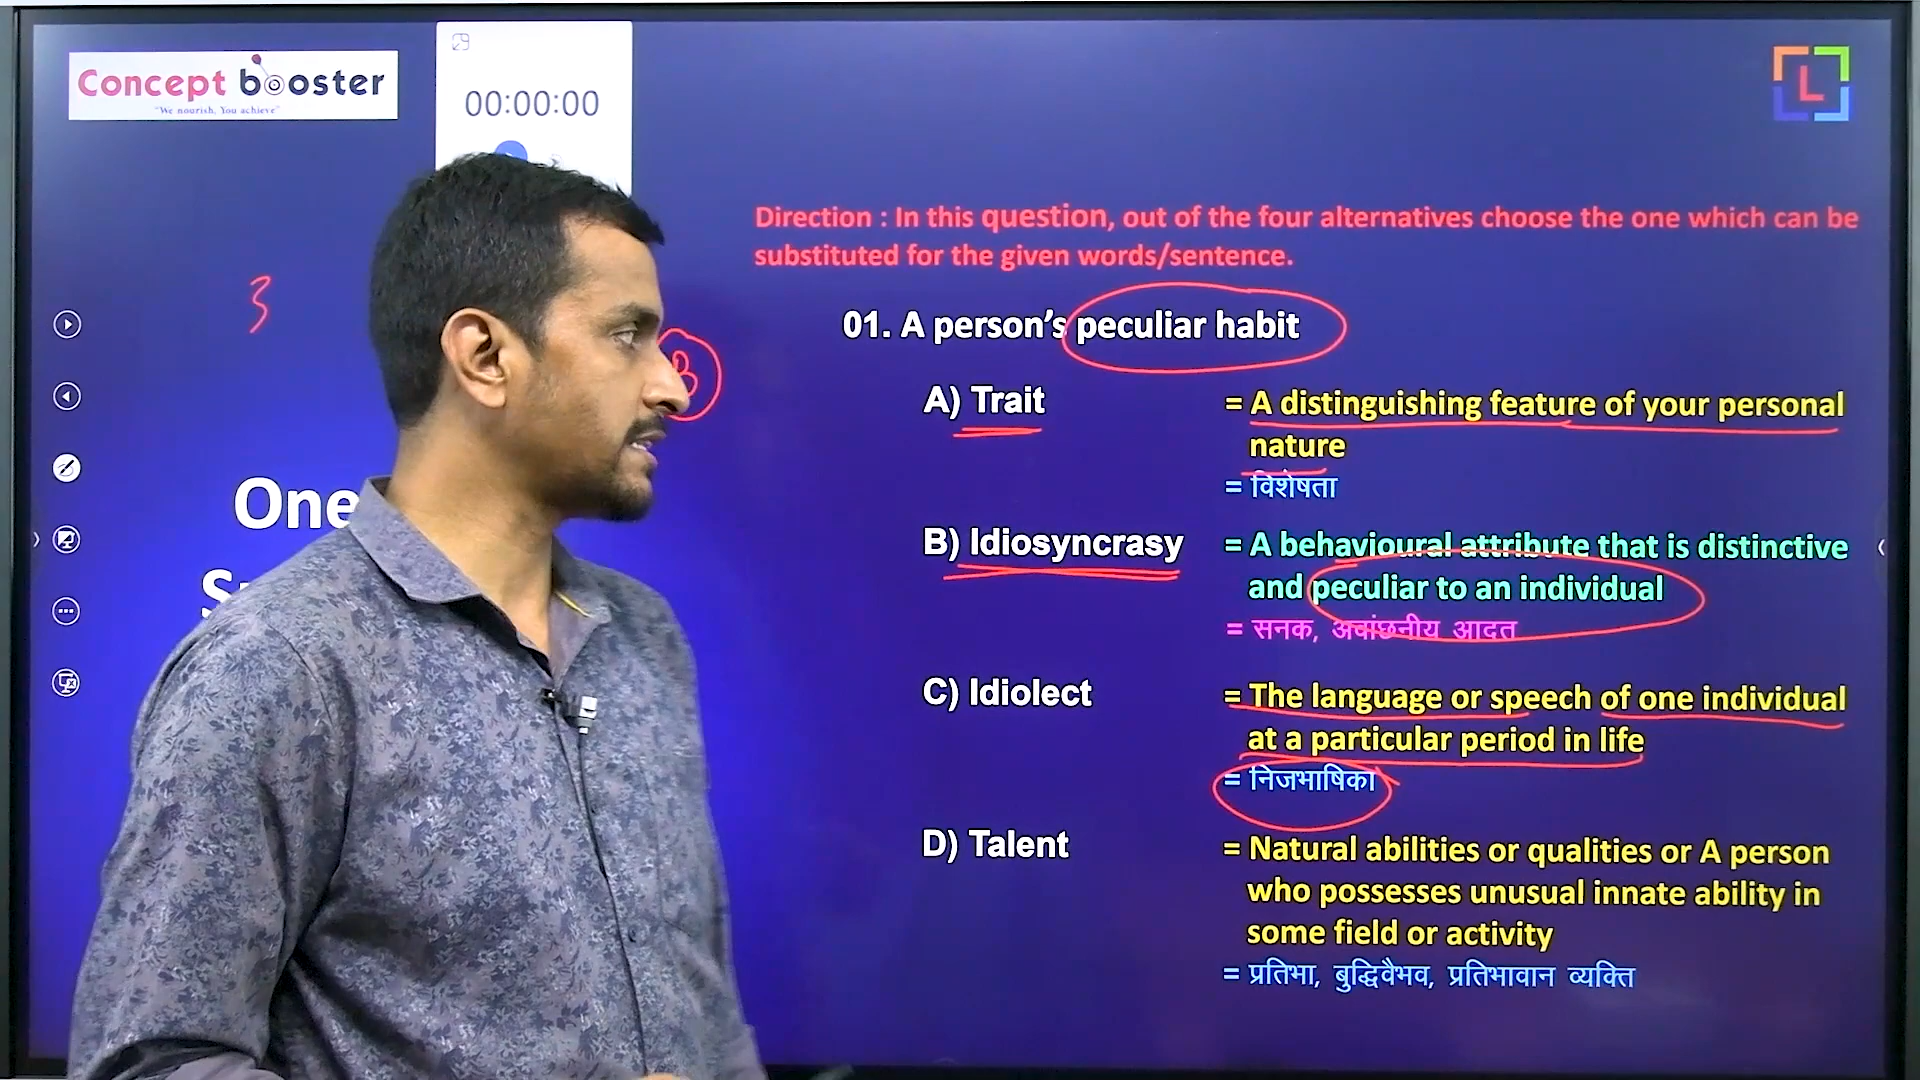 Concept booster
"We nourish, You achieve"
00:00:00
L
Direction : In this question, out of the four alternatives choose the one which can be
substituted for the given words/sentence.
3
B
01. A person's peculiar habit
A) Trait = A distinguishing feature of your personal
nature
= विशेषता
One
B) Idiosyncrasy = A behavioural attribute that is distinctive
and peculiar to an individual
= सनक, अवांछनीय आदत
C) Idiolect = The language or speech of one individual
at a particular period in life
= निजभाषिका
D) Talent = Natural abilities or qualities or A person
who possesses unusual innate ability in
some field or activity
= प्रतिभा, बुद्धिवैभव, प्रतिभावान व्यक्ति